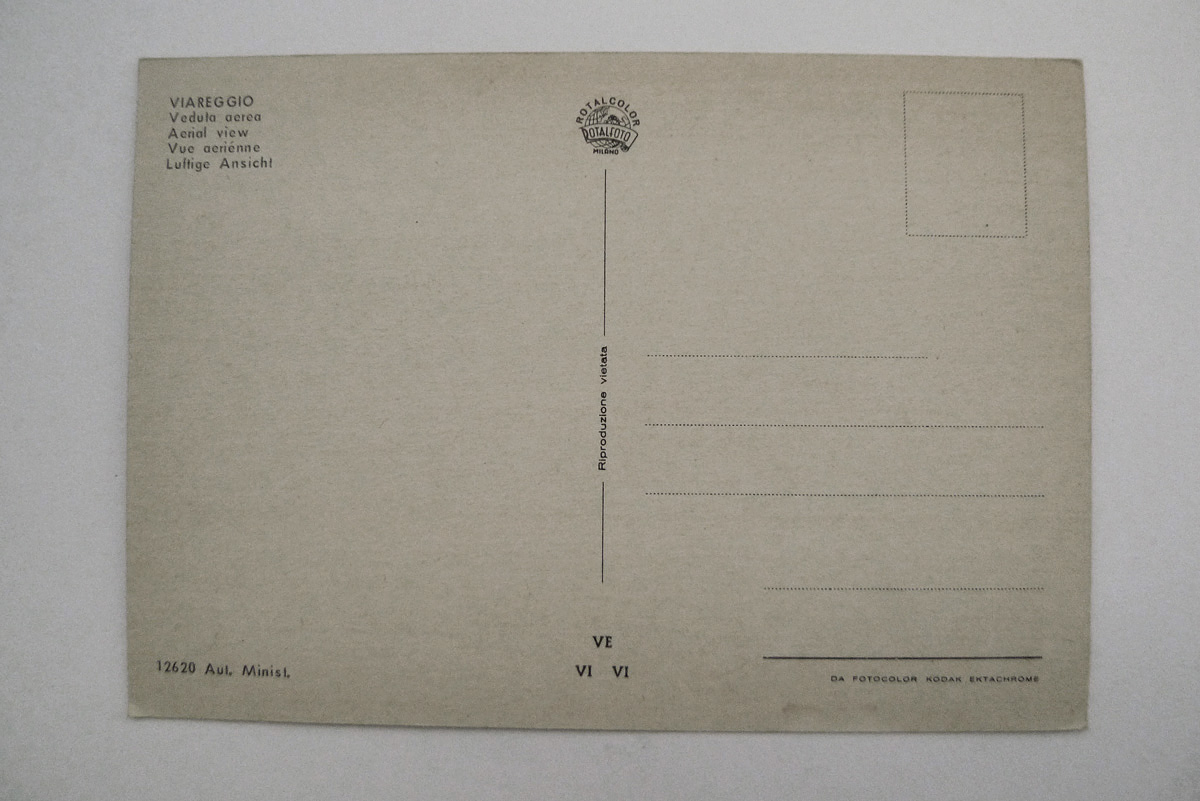 VIAREGGIO
Veduta aerea
Aerial view
Vue aeriénne
Luftige Ansicht
ROTALCOLOR
ROTALFOTO
MILANO
Riproduzione vietata
VE
VI VI
12620 Aut. Minist.
DA FOTOCOLOR KODAK EKTACHROME